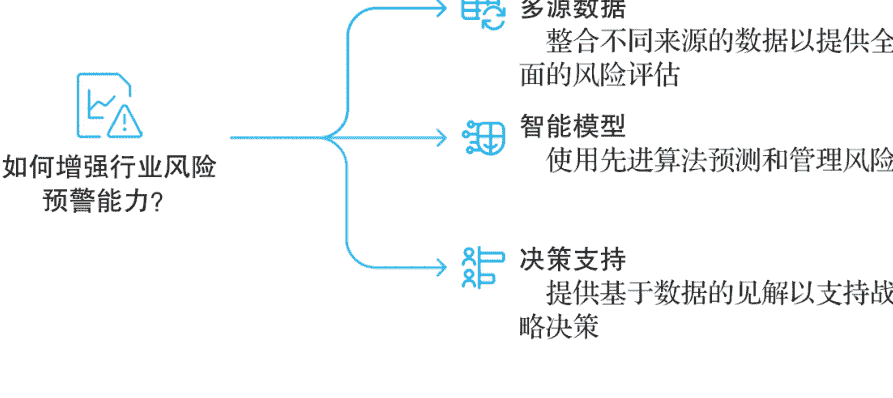 如何增强行业风险
预警能力？
多源数据
整合不同来源的数据以提供全
面的风险评估
智能模型
使用先进算法预测和管理风险
决策支持
提供基于数据的见解以支持战
略决策